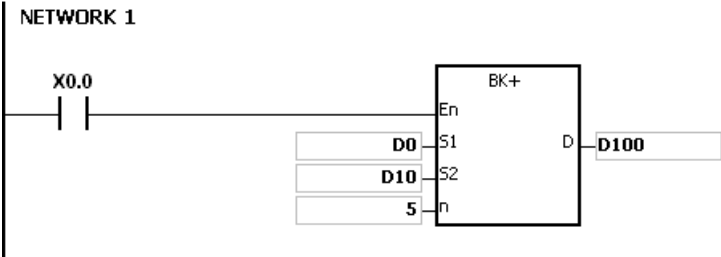 NETWORK 1
X0.0
BK+
En
D0 S1 D D100
D10 S2
5 n